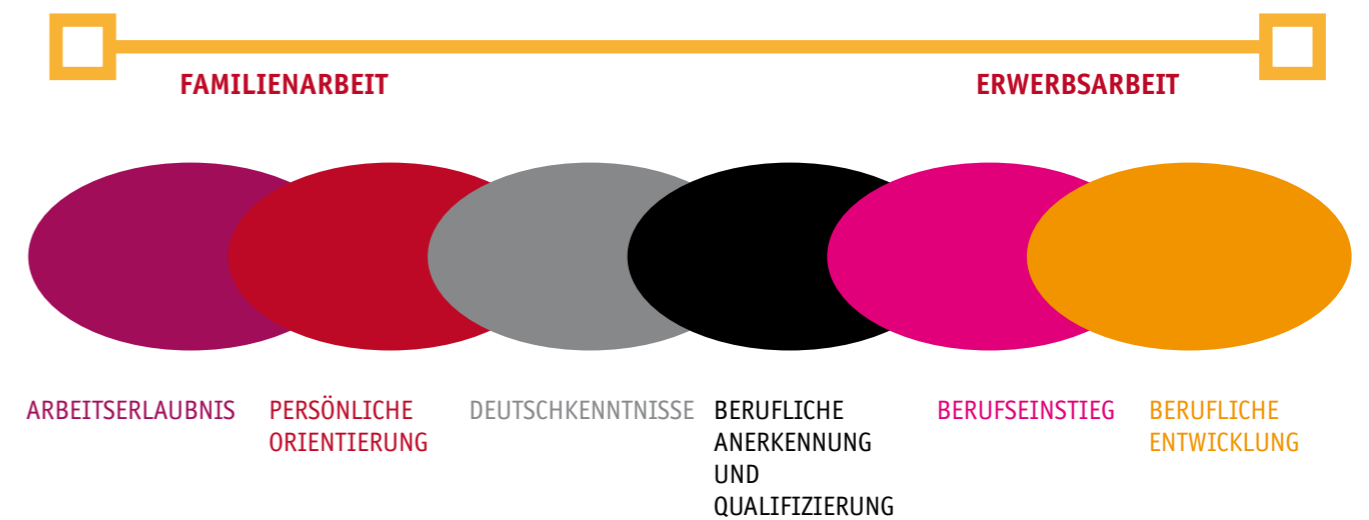 FAMILIENARBEIT
ERWERBSARBEIT
ARBEITSERLAUBNIS
PERSÖNLICHE
ORIENTIERUNG
DEUTSCHKENNTNISSE
BERUFLICHE
ANERKENNUNG
UND
QUALIFIZIERUNG
BERUFSEINSTIEG
BERUFLICHE
ENTWICKLUNG